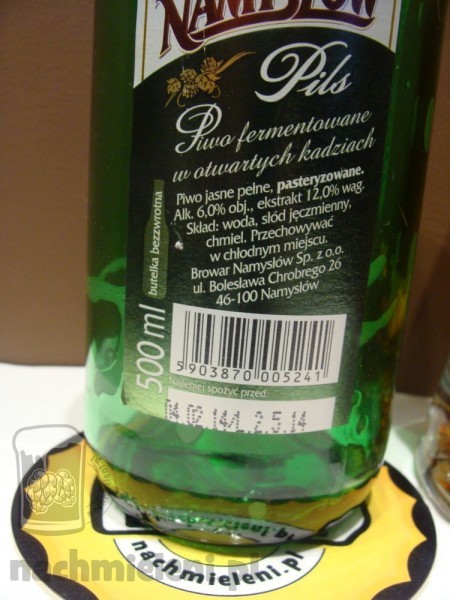 NAMYSŁÓW
Pils
Piwo fermentowane
w otwartych kadziach
Piwo jasne pełne, pasteryzowane.
Alk. 6,0% obj., ekstrakt 12,0% wag.
Skład: woda, słód jęczmienny,
chmiel. Przechowywać
w chłodnym miejscu.
Browar Namysłów Sp. z o.o.
ul. Bolesława Chrobrego 26
46-100 Namysłów
butelka bezzwrotna
500 ml
5 903870 005241
Najlepiej spożyć przed:
nachmieleni.pl
nachmieleni.pl